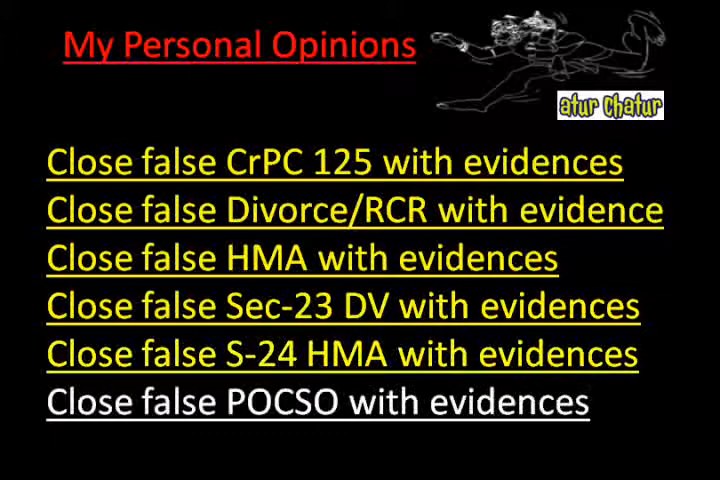 My Personal Opinions
atur chatur
Close false CrPC 125 with evidences
Close false Divorce/RCR with evidence
Close false HMA with evidences
Close false Sec-23 DV with evidences
Close false S-24 HMA with evidences
Close false POCSO with evidences